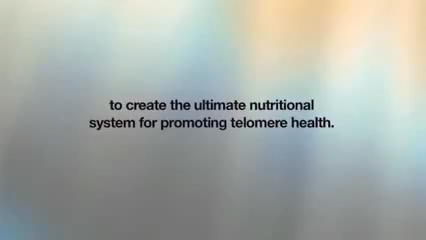 to create the ultimate nutritional
system for promoting telomere health.